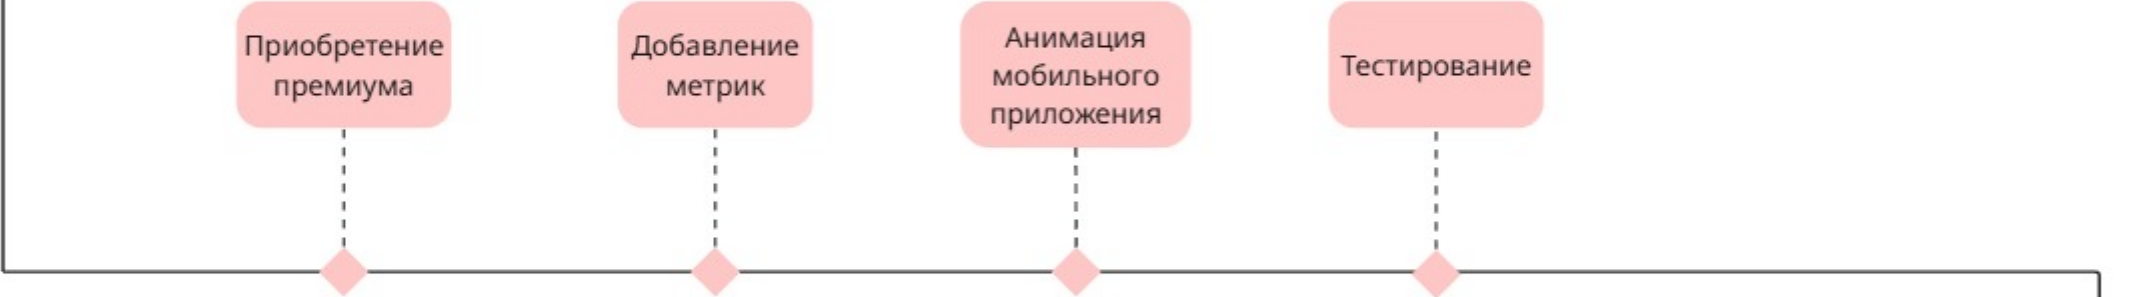 Приобретение
премиума
Добавление
метрик
Анимация
мобильного
приложения
Тестирование